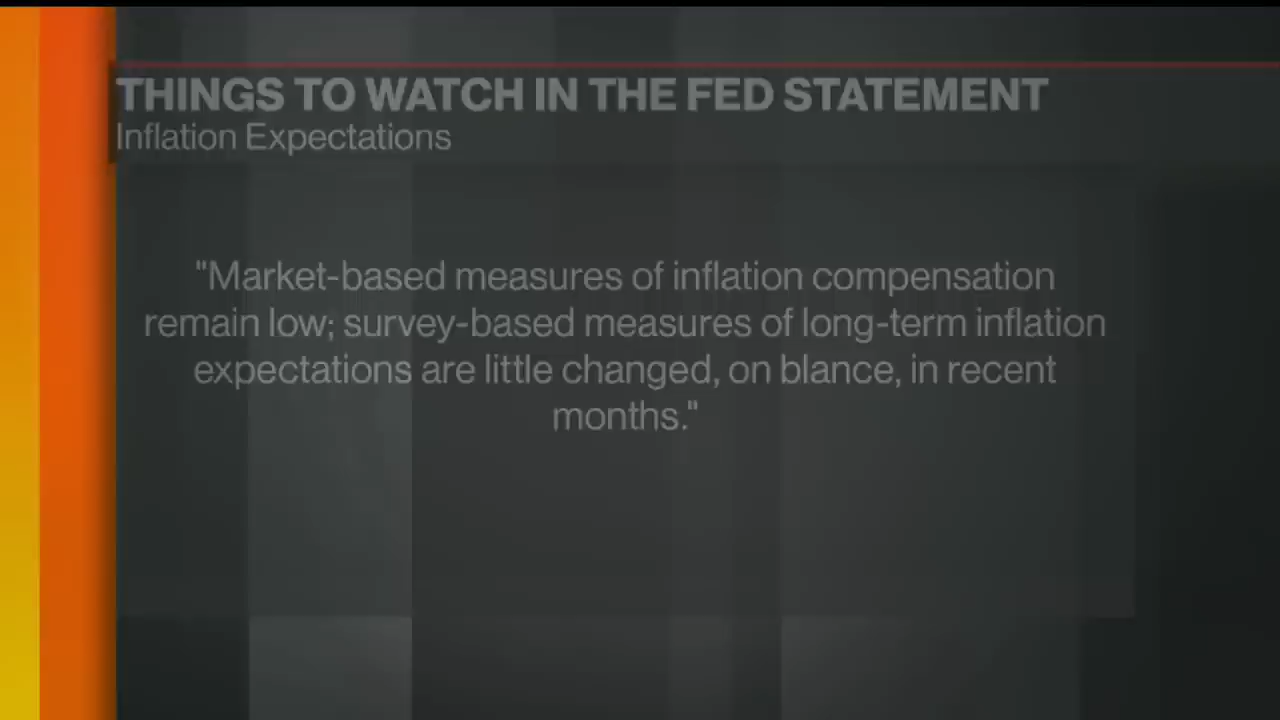 THINGS TO WATCH IN THE FED STATEMENT
Inflation Expectations
"Market-based measures of inflation compensation
remain low; survey-based measures of long-term inflation
expectations are little changed, on blance, in recent
months."